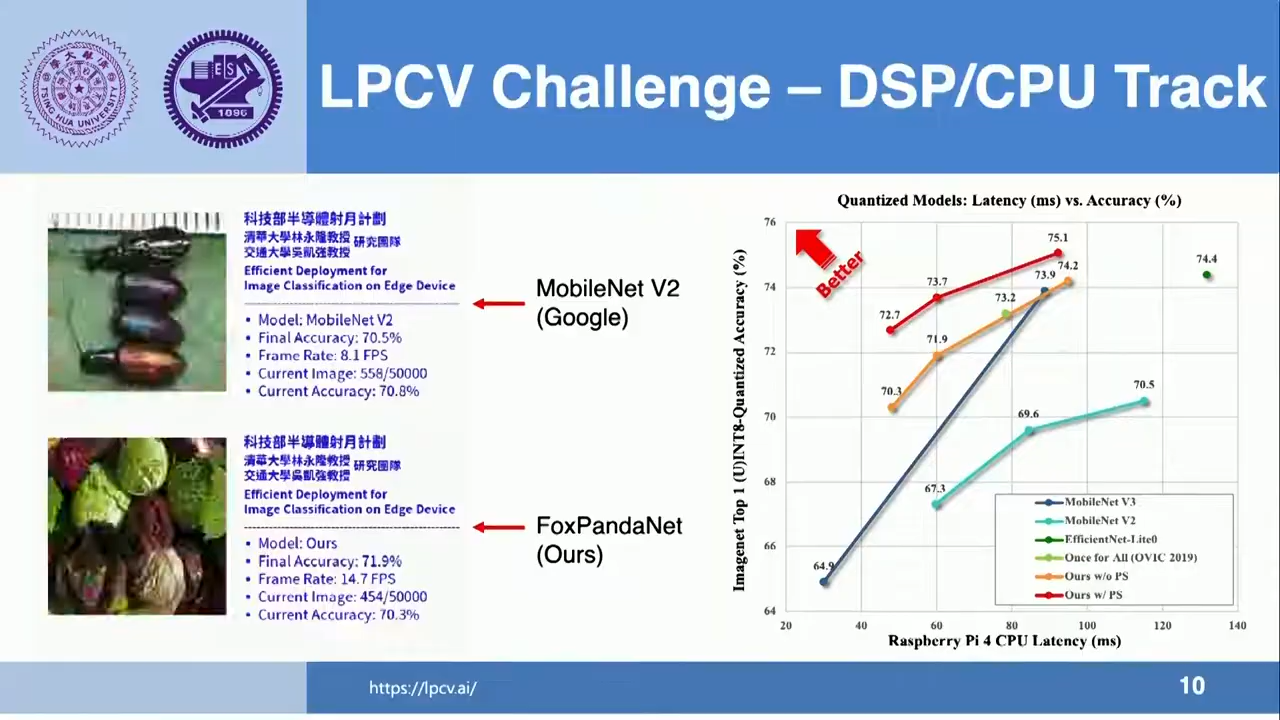 LPCV Challenge – DSP/CPU Track
TSING HUA UNIVERSITY
ESA
1896
科技部半導體射月計劃
清華大學林永隆教授 研究團隊
交通大學吳凱強教授
Efficient Deployment for
Image Classification on Edge Device
• Model: MobileNet V2
• Final Accuracy: 70.5%
• Frame Rate: 8.1 FPS
• Current Image: 558/50000
• Current Accuracy: 70.8%
MobileNet V2
(Google)
科技部半導體射月計劃
清華大學林永隆教授 研究團隊
交通大學吳凱強教授
Efficient Deployment for
Image Classification on Edge Device
• Model: Ours
• Final Accuracy: 71.9%
• Frame Rate: 14.7 FPS
• Current Image: 454/50000
• Current Accuracy: 70.3%
FoxPandaNet
(Ours)
Quantized Models: Latency (ms) vs. Accuracy (%)
Imagenet Top 1 (U)INT8-Quantized Accuracy (%)
76
74
72
70
68
66
64
Better
75.1
74.4
74.2
73.9
73.7
73.2
72.7
71.9
70.3
70.5
69.6
67.3
64.9
MobileNet V3
MobileNet V2
EfficientNet-Lite0
Once for All (OVIC 2019)
Ours w/o PS
Ours w/ PS
20 40 60 80 100 120 140
Raspberry Pi 4 CPU Latency (ms)
https://lpcv.ai/
10